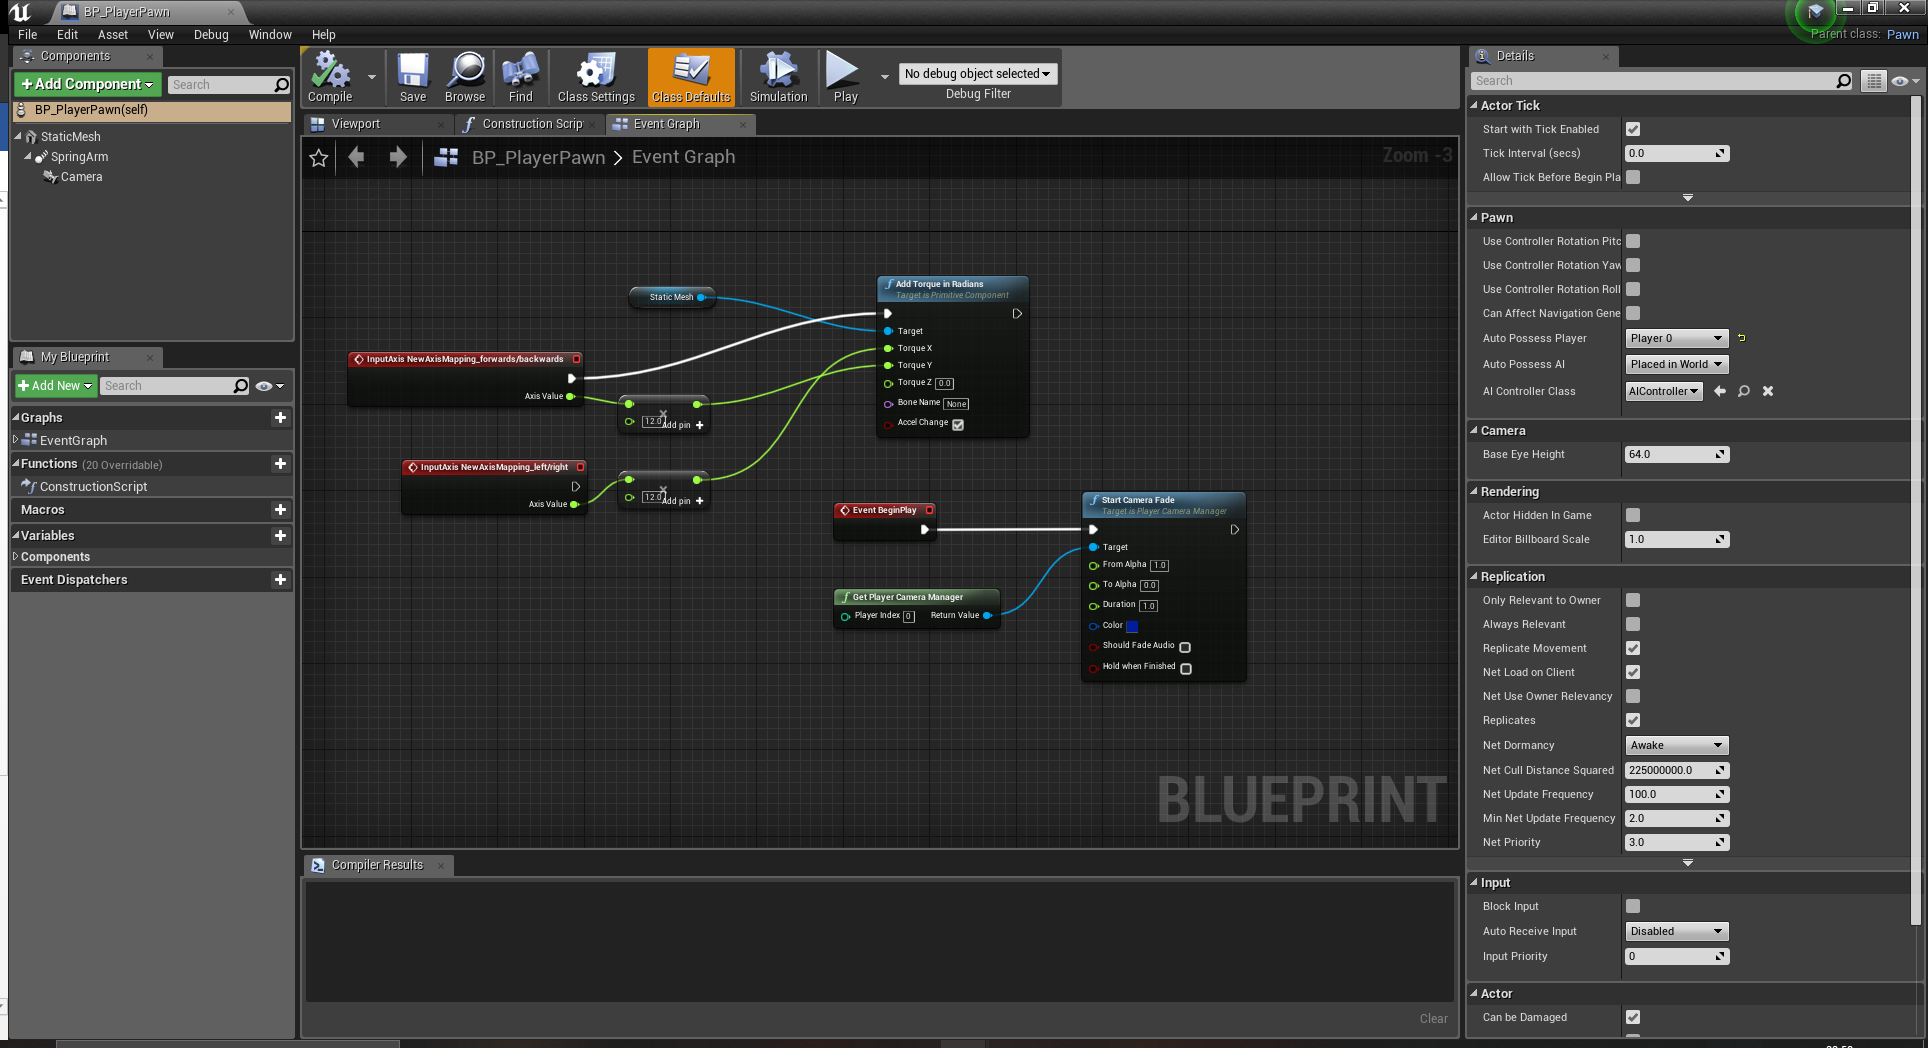 BP_PlayerPawn
File Edit Asset View Debug Window Help
Parent class: Pawn
Components
Add Component
Search
BP_PlayerPawn(self)
StaticMesh
SpringArm
Camera
My Blueprint
Add New
Search
Graphs
EventGraph
Functions (20 Overridable)
ConstructionScript
Macros
Variables
Components
Event Dispatchers
Compile
Save
Browse
Find
Class Settings
Class Defaults
Simulation
Play
No debug object selected
Debug Filter
Viewport
Construction Scrip
Event Graph
BP_PlayerPawn > Event Graph
Zoom -3
Static Mesh
Add Torque in Radians
Target is Primitive Component
Target
Torque X
Torque Y
Torque Z 0.0
Bone Name None
Accel Change
InputAxis NewAxisMapping_forwards/backwards
Axis Value
12.0
Add pin +
InputAxis NewAxisMapping_left/right
Axis Value
12.0
Add pin +
Event BeginPlay
Get Player Camera Manager
Player Index 0 Return Value
Start Camera Fade
Target is Player Camera Manager
Target
From Alpha 1.0
To Alpha 0.0
Duration 1.0
Color
Should Fade Audio
Hold when Finished
BLUEPRINT
Compiler Results
Clear
Details
Search
Actor Tick
Start with Tick Enabled
Tick Interval (secs) 0.0
Allow Tick Before Begin Pla
Pawn
Use Controller Rotation Pitc
Use Controller Rotation Yaw
Use Controller Rotation Roll
Can Affect Navigation Gene
Auto Possess Player Player 0
Auto Possess AI Placed in World
AI Controller Class AIController
Camera
Base Eye Height 64.0
Rendering
Actor Hidden In Game
Editor Billboard Scale 1.0
Replication
Only Relevant to Owner
Always Relevant
Replicate Movement
Net Load on Client
Net Use Owner Relevancy
Replicates
Net Dormancy Awake
Net Cull Distance Squared 225000000.0
Net Update Frequency 100.0
Min Net Update Frequency 2.0
Net Priority 3.0
Input
Block Input
Auto Receive Input Disabled
Input Priority 0
Actor
Can be Damaged